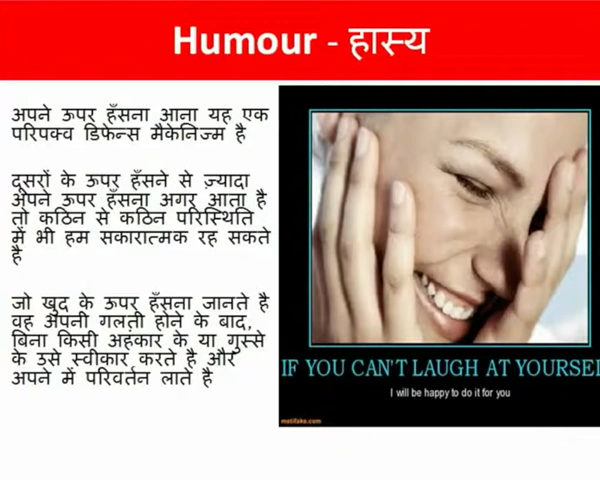 Humour - हास्य
अपने ऊपर हँसना आना यह एक
परिपक्व डिफेन्स मैकेनिज्म है
दूसरों के ऊपर हँसने से ज़्यादा
अपने ऊपर हँसना अगर आता है
तो कठिन से कठिन परिस्थिति
में भी हम सकारात्मक रह सकते
है
जो खुद के ऊपर हँसना जानते है
वह अपनी गलती होने के बाद,
बिना किसी अहंकार के या गुस्से
के उसे स्वीकार करते है और
अपने में परिवर्तन लाते है
IF YOU CAN'T LAUGH AT YOURSEL
I will be happy to do it for you
motifake.com